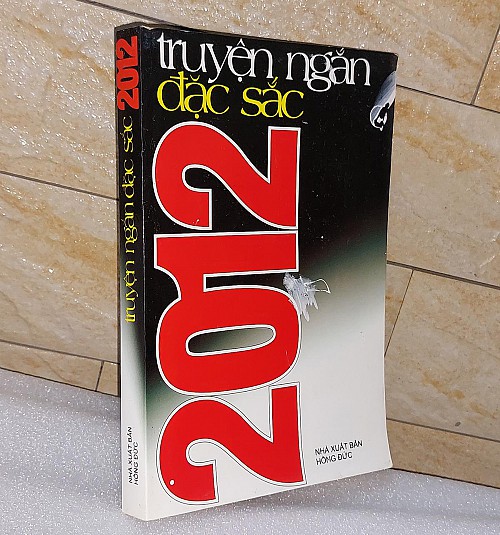 truyện ngắn
đặc sắc
2012
NHÀ XUẤT BẢN
HỒNG ĐỨC
truyện ngắn đặc sắc 2012
NHÀ XUẤT BẢN
HỒNG ĐỨC